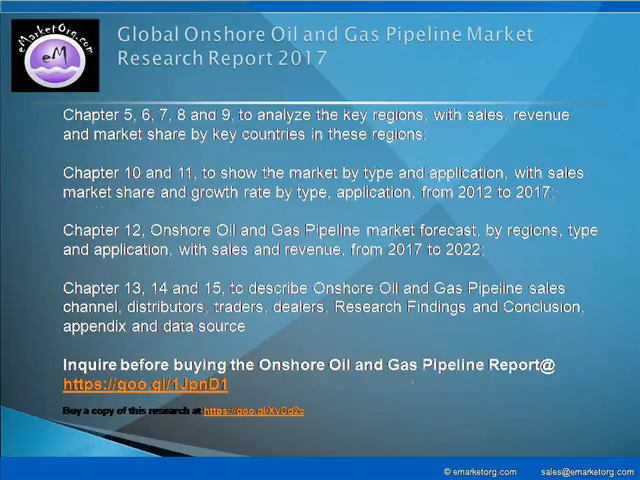 eMarketOrg.com
eM
Global Onshore Oil and Gas Pipeline Market
Research Report 2017
Chapter 5, 6, 7, 8 and 9, to analyze the key regions, with sales, revenue
and market share by key countries in these regions;
Chapter 10 and 11, to show the market by type and application, with sales
market share and growth rate by type, application, from 2012 to 2017;
Chapter 12, Onshore Oil and Gas Pipeline market forecast, by regions, type
and application, with sales and revenue, from 2017 to 2022;
Chapter 13, 14 and 15, to describe Onshore Oil and Gas Pipeline sales
channel, distributors, traders, dealers, Research Findings and Conclusion,
appendix and data source
Inquire before buying the Onshore Oil and Gas Pipeline Report@
https://goo.gl/1JpnD1
Buy a copy of this research at https://goo.gl/XvCd2c
© emarketorg.com sales@emarketorg.com